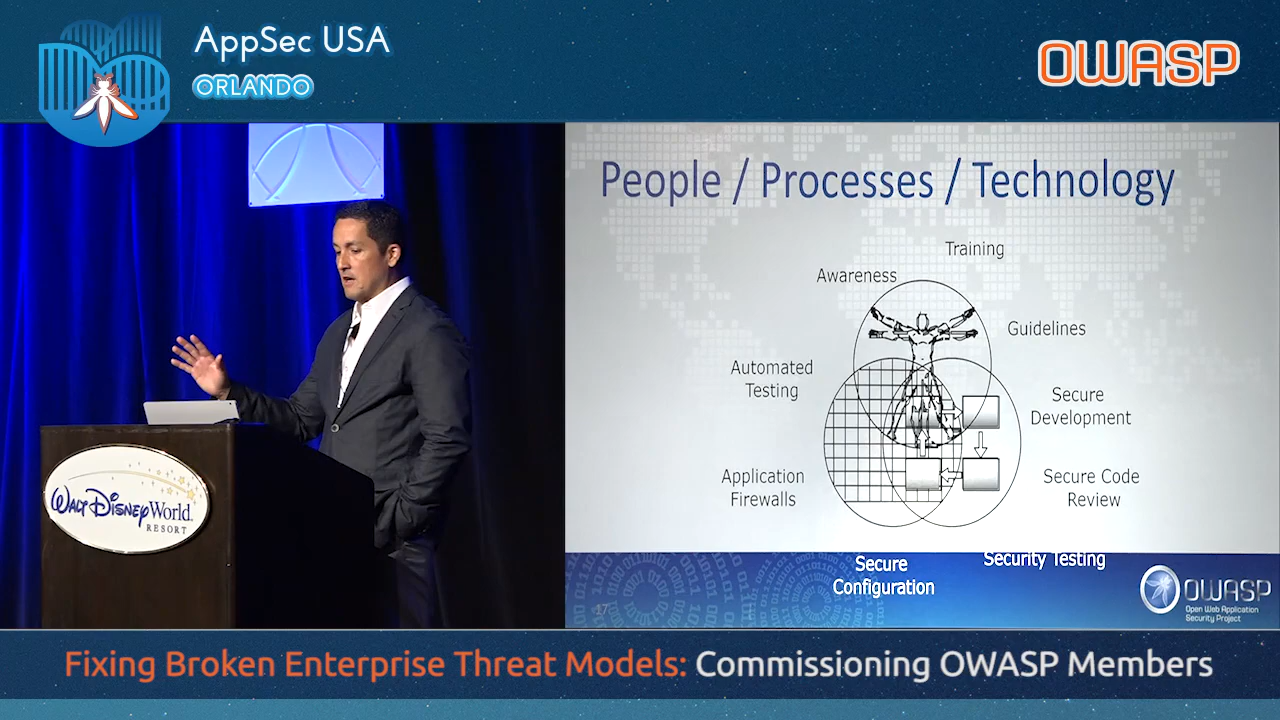 AppSec USA
ORLANDO
OWASP
People / Processes / Technology
Training
Awareness
Guidelines
Automated
Testing
Secure
Development
Application
Firewalls
Secure Code
Review
Secure
Configuration
Security Testing
17
OWASP
Open Web Application
Security Project
WALT DISNEY World.
RESORT
Fixing Broken Enterprise Threat Models: Commissioning OWASP Members